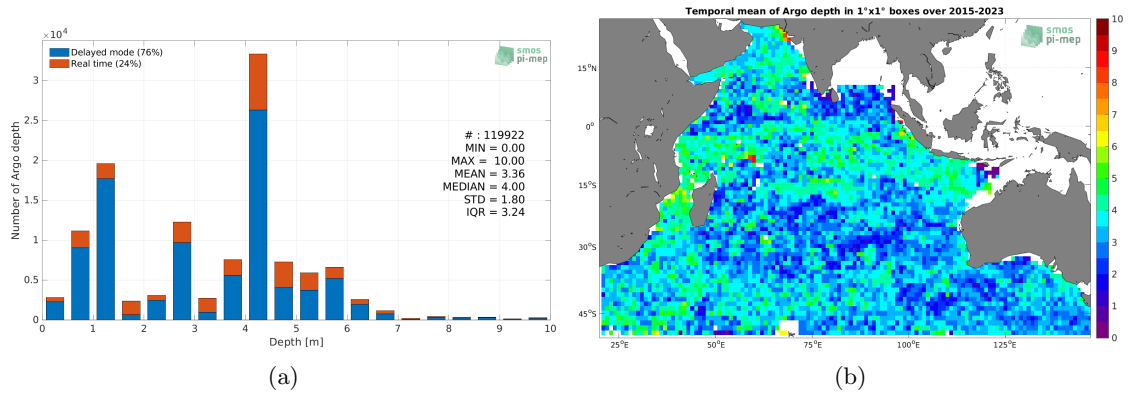 ×10⁴
Delayed mode (76%)
Real time (24%)
smos
pi-mep
# : 119922
MIN = 0.00
MAX = 10.00
MEAN = 3.36
MEDIAN = 4.00
STD = 1.80
IQR = 3.24
Number of Argo depth
3
2.5
2
1.5
1
0.5
0
0 1 2 3 4 5 6 7 8 9 10
Depth [m]
(a)
Temporal mean of Argo depth in 1°x1° boxes over 2015-2023
smos
pi-mep
15°N
0°
15°S
30°S
45°S
25°E 50°E 75°E 100°E 125°E
10
9
8
7
6
5
4
3
2
1
0
(b)